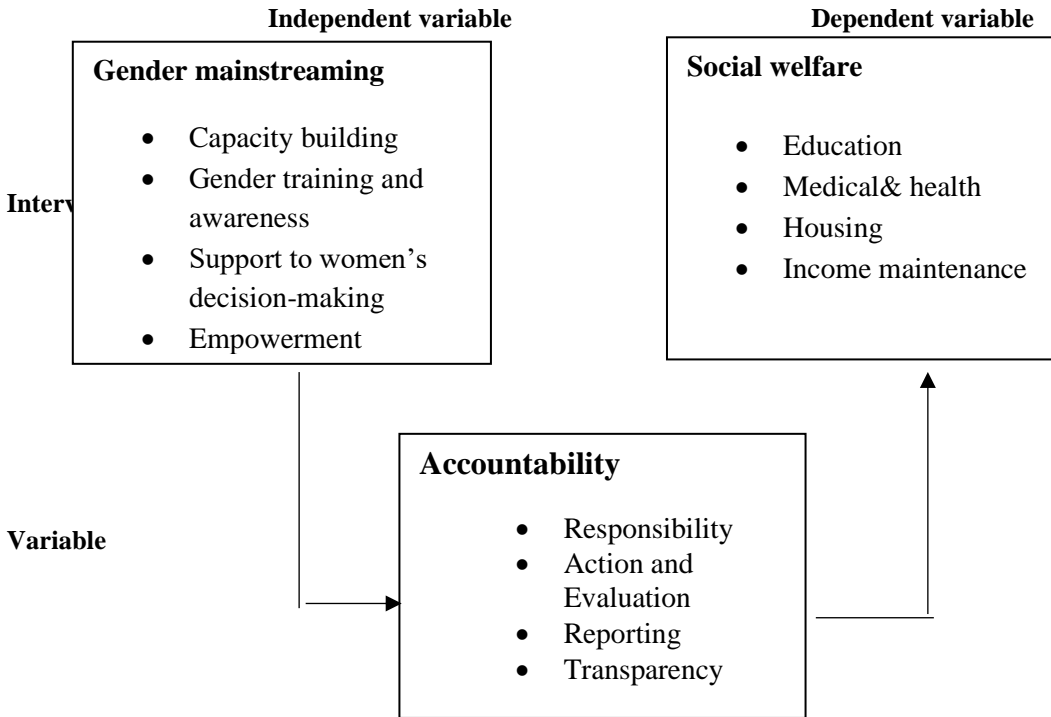 Independent variable
Dependent variable
Gender mainstreaming
• Capacity building
• Gender training and
awareness
• Support to women’s
decision-making
• Empowerment
Social welfare
• Education
• Medical& health
• Housing
• Income maintenance
Accountability
• Responsibility
• Action and
Evaluation
• Reporting
• Transparency
Variable